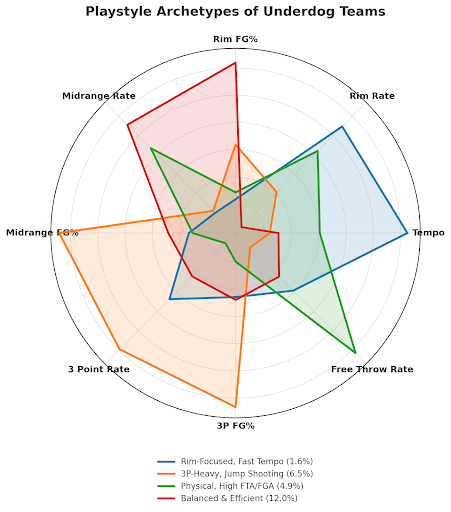 Playstyle Archetypes of Underdog Teams
Rim FG%
Midrange Rate
Rim Rate
Midrange FG%
Tempo
3 Point Rate
Free Throw Rate
3P FG%
Rim-Focused, Fast Tempo (1.6%)
3P-Heavy, Jump Shooting (6.5%)
Physical, High FTA/FGA (4.9%)
Balanced & Efficient (12.0%)